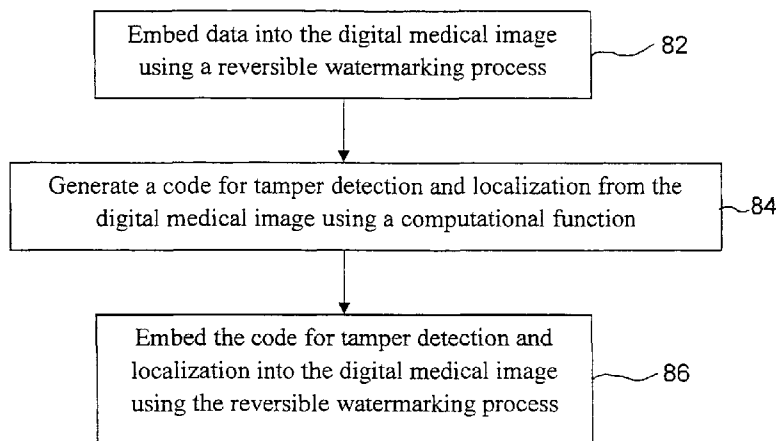 Embed data into the digital medical image
using a reversible watermarking process
82
Generate a code for tamper detection and localization from the
digital medical image using a computational function
84
Embed the code for tamper detection and
localization into the digital medical image
using the reversible watermarking process
86